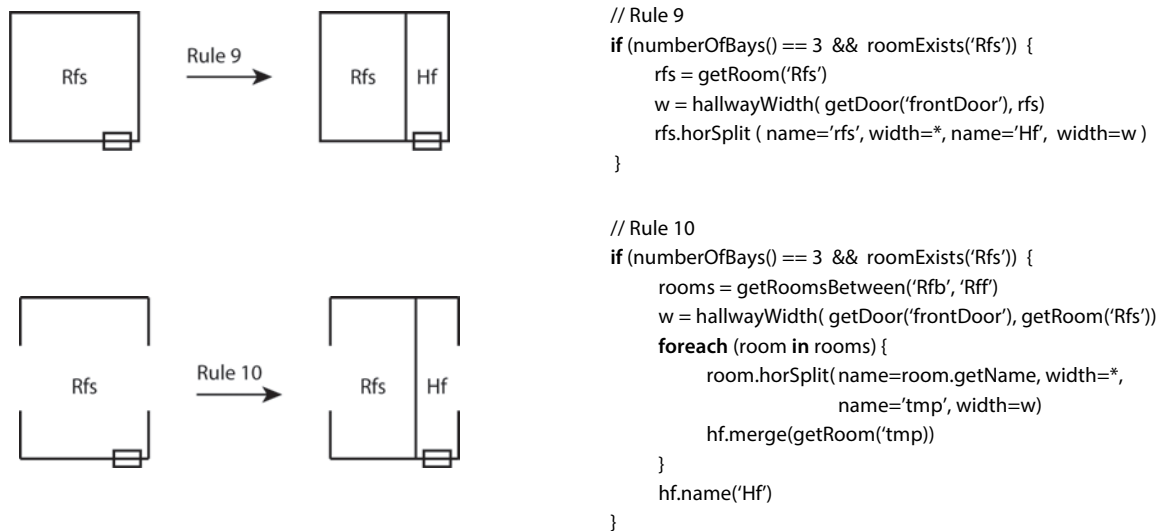 Rfs
Rule 9
Rfs
Hf
// Rule 9
if (numberOfBays() == 3 && roomExists(‘Rfs’)) {
rfs = getRoom(‘Rfs’)
w = hallwayWidth( getDoor(‘frontDoor’), rfs)
rfs.horSplit ( name=’rfs’, width=*, name=’Hf’, width=w )
}
Rfs
Rule 10
Rfs
Hf
// Rule 10
if (numberOfBays() == 3 && roomExists(‘Rfs’)) {
rooms = getRoomsBetween(‘Rfb’, ‘Rff’)
w = hallwayWidth( getDoor(‘frontDoor’), getRoom(‘Rfs’))
foreach (room in rooms) {
room.horSplit( name=room.getName, width=*,
name=’tmp’, width=w)
hf.merge(getRoom(‘tmp))
}
hf.name(‘Hf’)
}